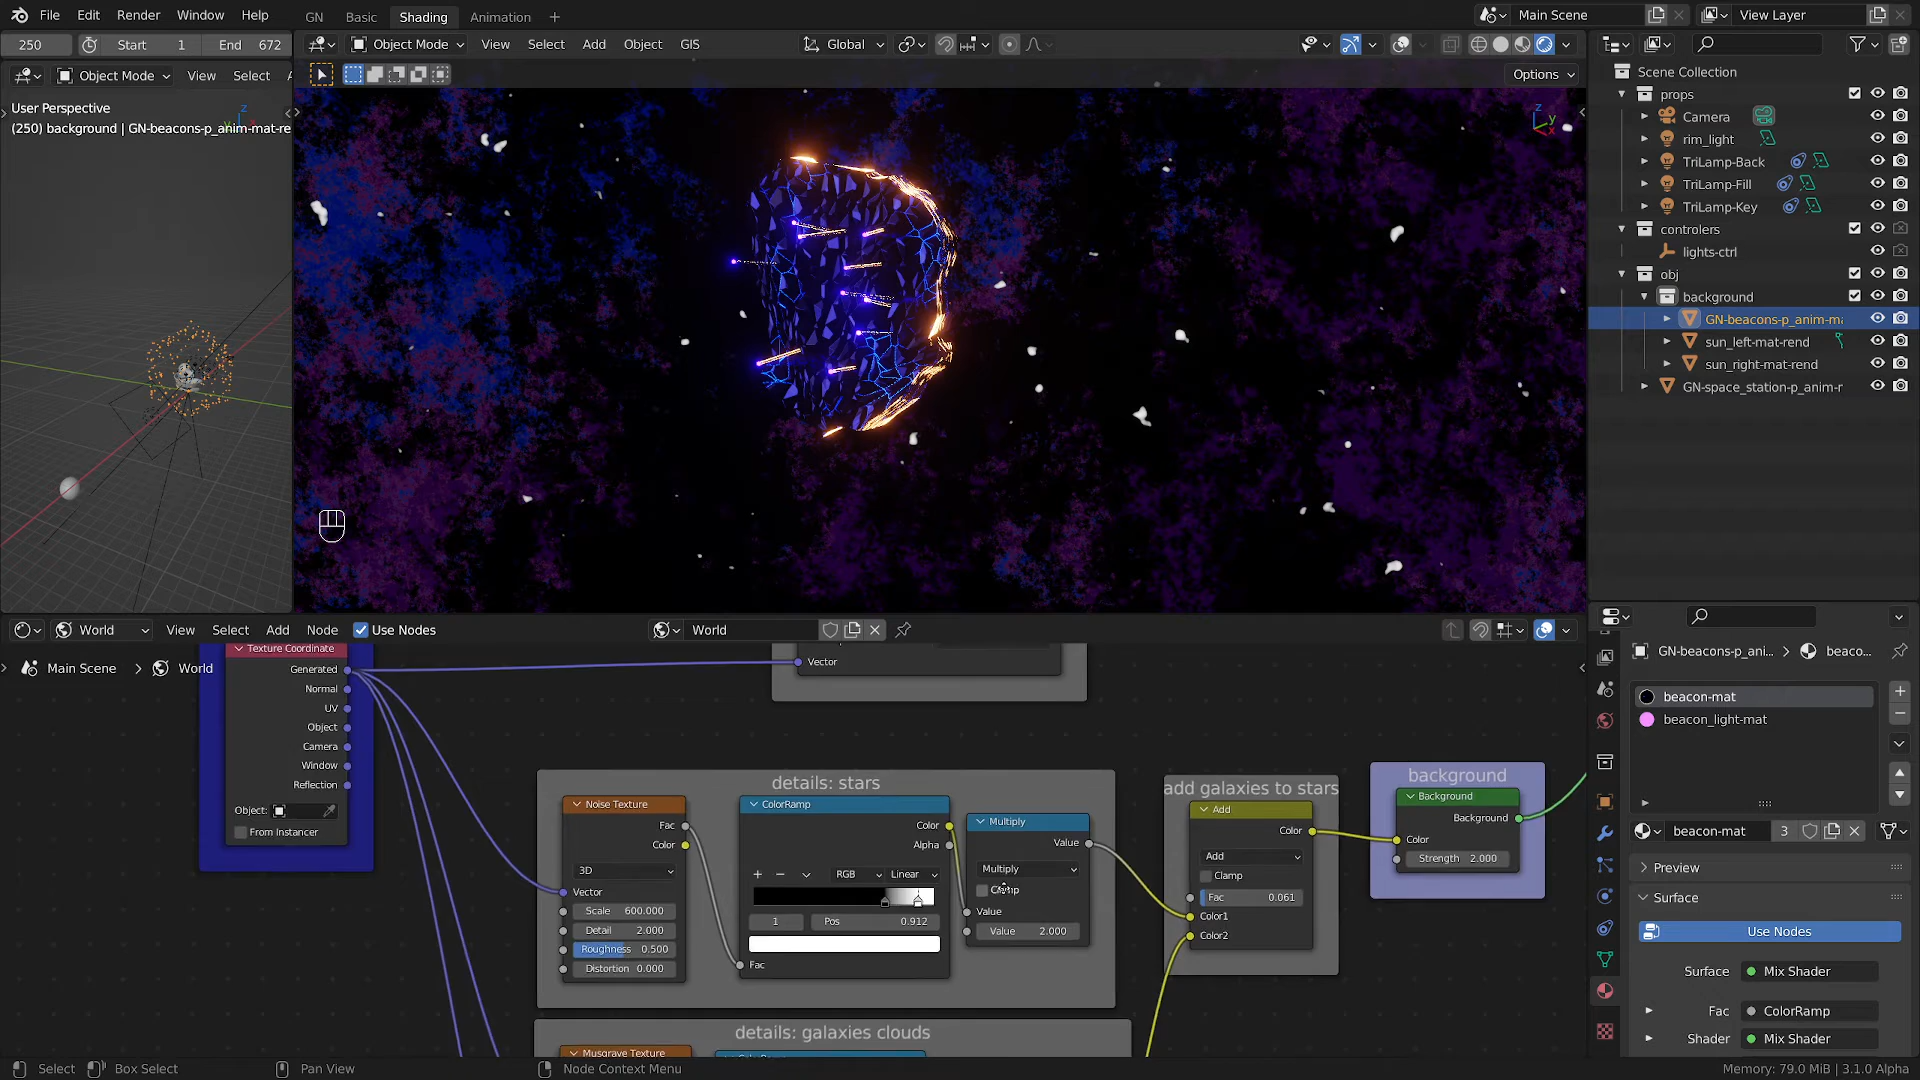 File Edit Render Window Help GN Basic Shading Animation + Main Scene View Layer
250 Start 1 End 672 Object Mode View Select Add Object GIS Global
Object Mode View Select Options
User Perspective
(250) background | GN-beacons-p_anim-mat-re
Scene Collection
props
Camera
rim_light
TriLamp-Back
TriLamp-Fill
TriLamp-Key
controlers
lights-ctrl
obj
background
GN-beacons-p_anim-ma
sun_left-mat-rend
sun_right-mat-rend
GN-space_station-p_anim-r
World View Select Add Node Use Nodes World
Main Scene > World
Texture Coordinate
Generated
Normal
UV
Object
Camera
Window
Reflection
Object:
From Instancer
Vector
details: stars
Noise Texture
Fac
Color
3D
Vector
Scale 600.000
Detail 2.000
Roughness 0.500
Distortion 0.000
ColorRamp
Color
Alpha
+ − RGB Linear
1 Pos 0.912
Fac
Multiply
Value
Multiply
Clamp
Value
Value 2.000
add galaxies to stars
Add
Color
Add
Clamp
Fac 0.061
Color1
Color2
background
Background
Background
Color
Strength 2.000
details: galaxies clouds
Musgrave Texture
GN-beacons-p_ani... > beaco...
beacon-mat
beacon_light-mat
beacon-mat 3
Preview
Surface
Use Nodes
Surface Mix Shader
Fac ColorRamp
Shader Mix Shader
Select Box Select Pan View Node Context Menu Memory: 79.0 MiB | 3.1.0 Alpha